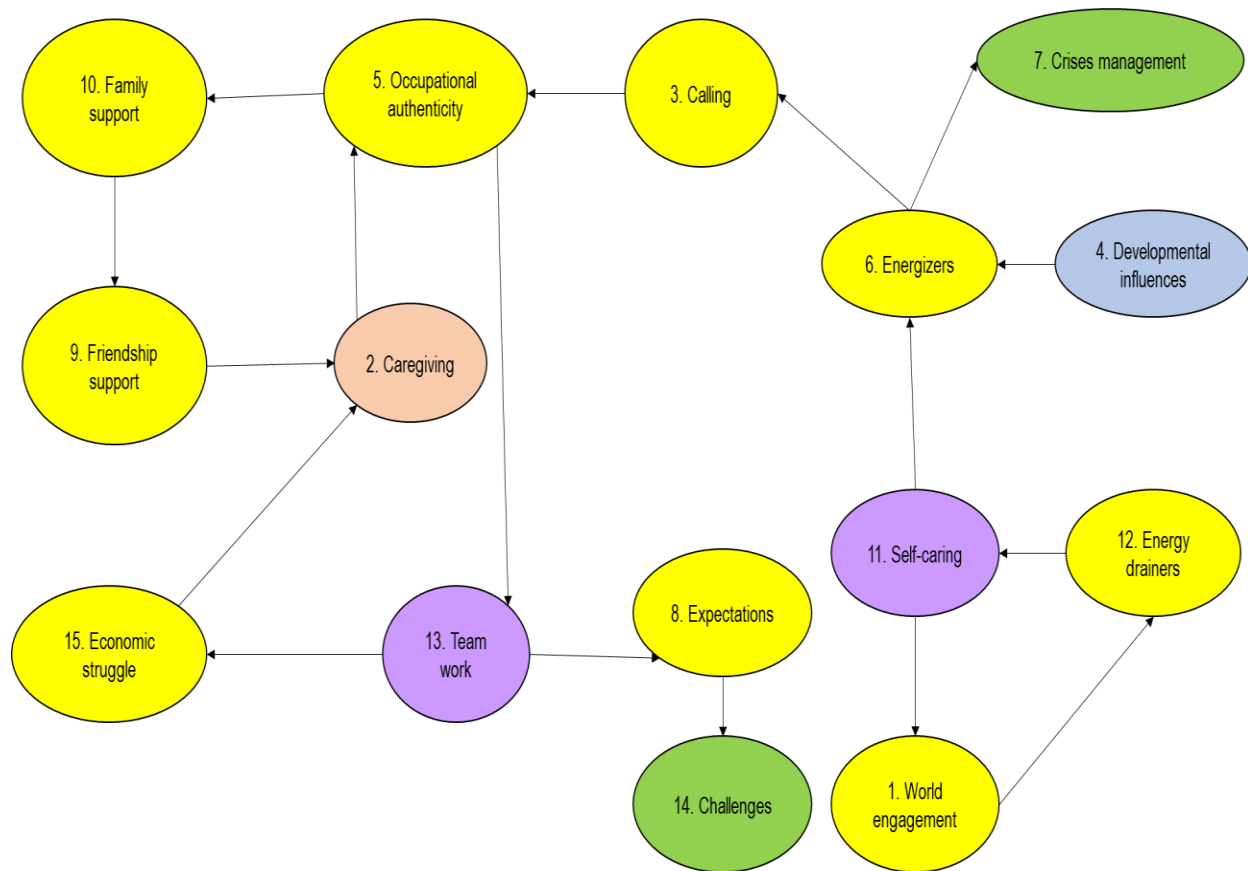 10. Family
support
5. Occupational
authenticity
3. Calling
7. Crises management
6. Energizers
4. Developmental
influences
9. Friendship
support
2. Caregiving
11. Self-caring
12. Energy
drainers
8. Expectations
15. Economic
struggle
13. Team
work
14. Challenges
1. World
engagement